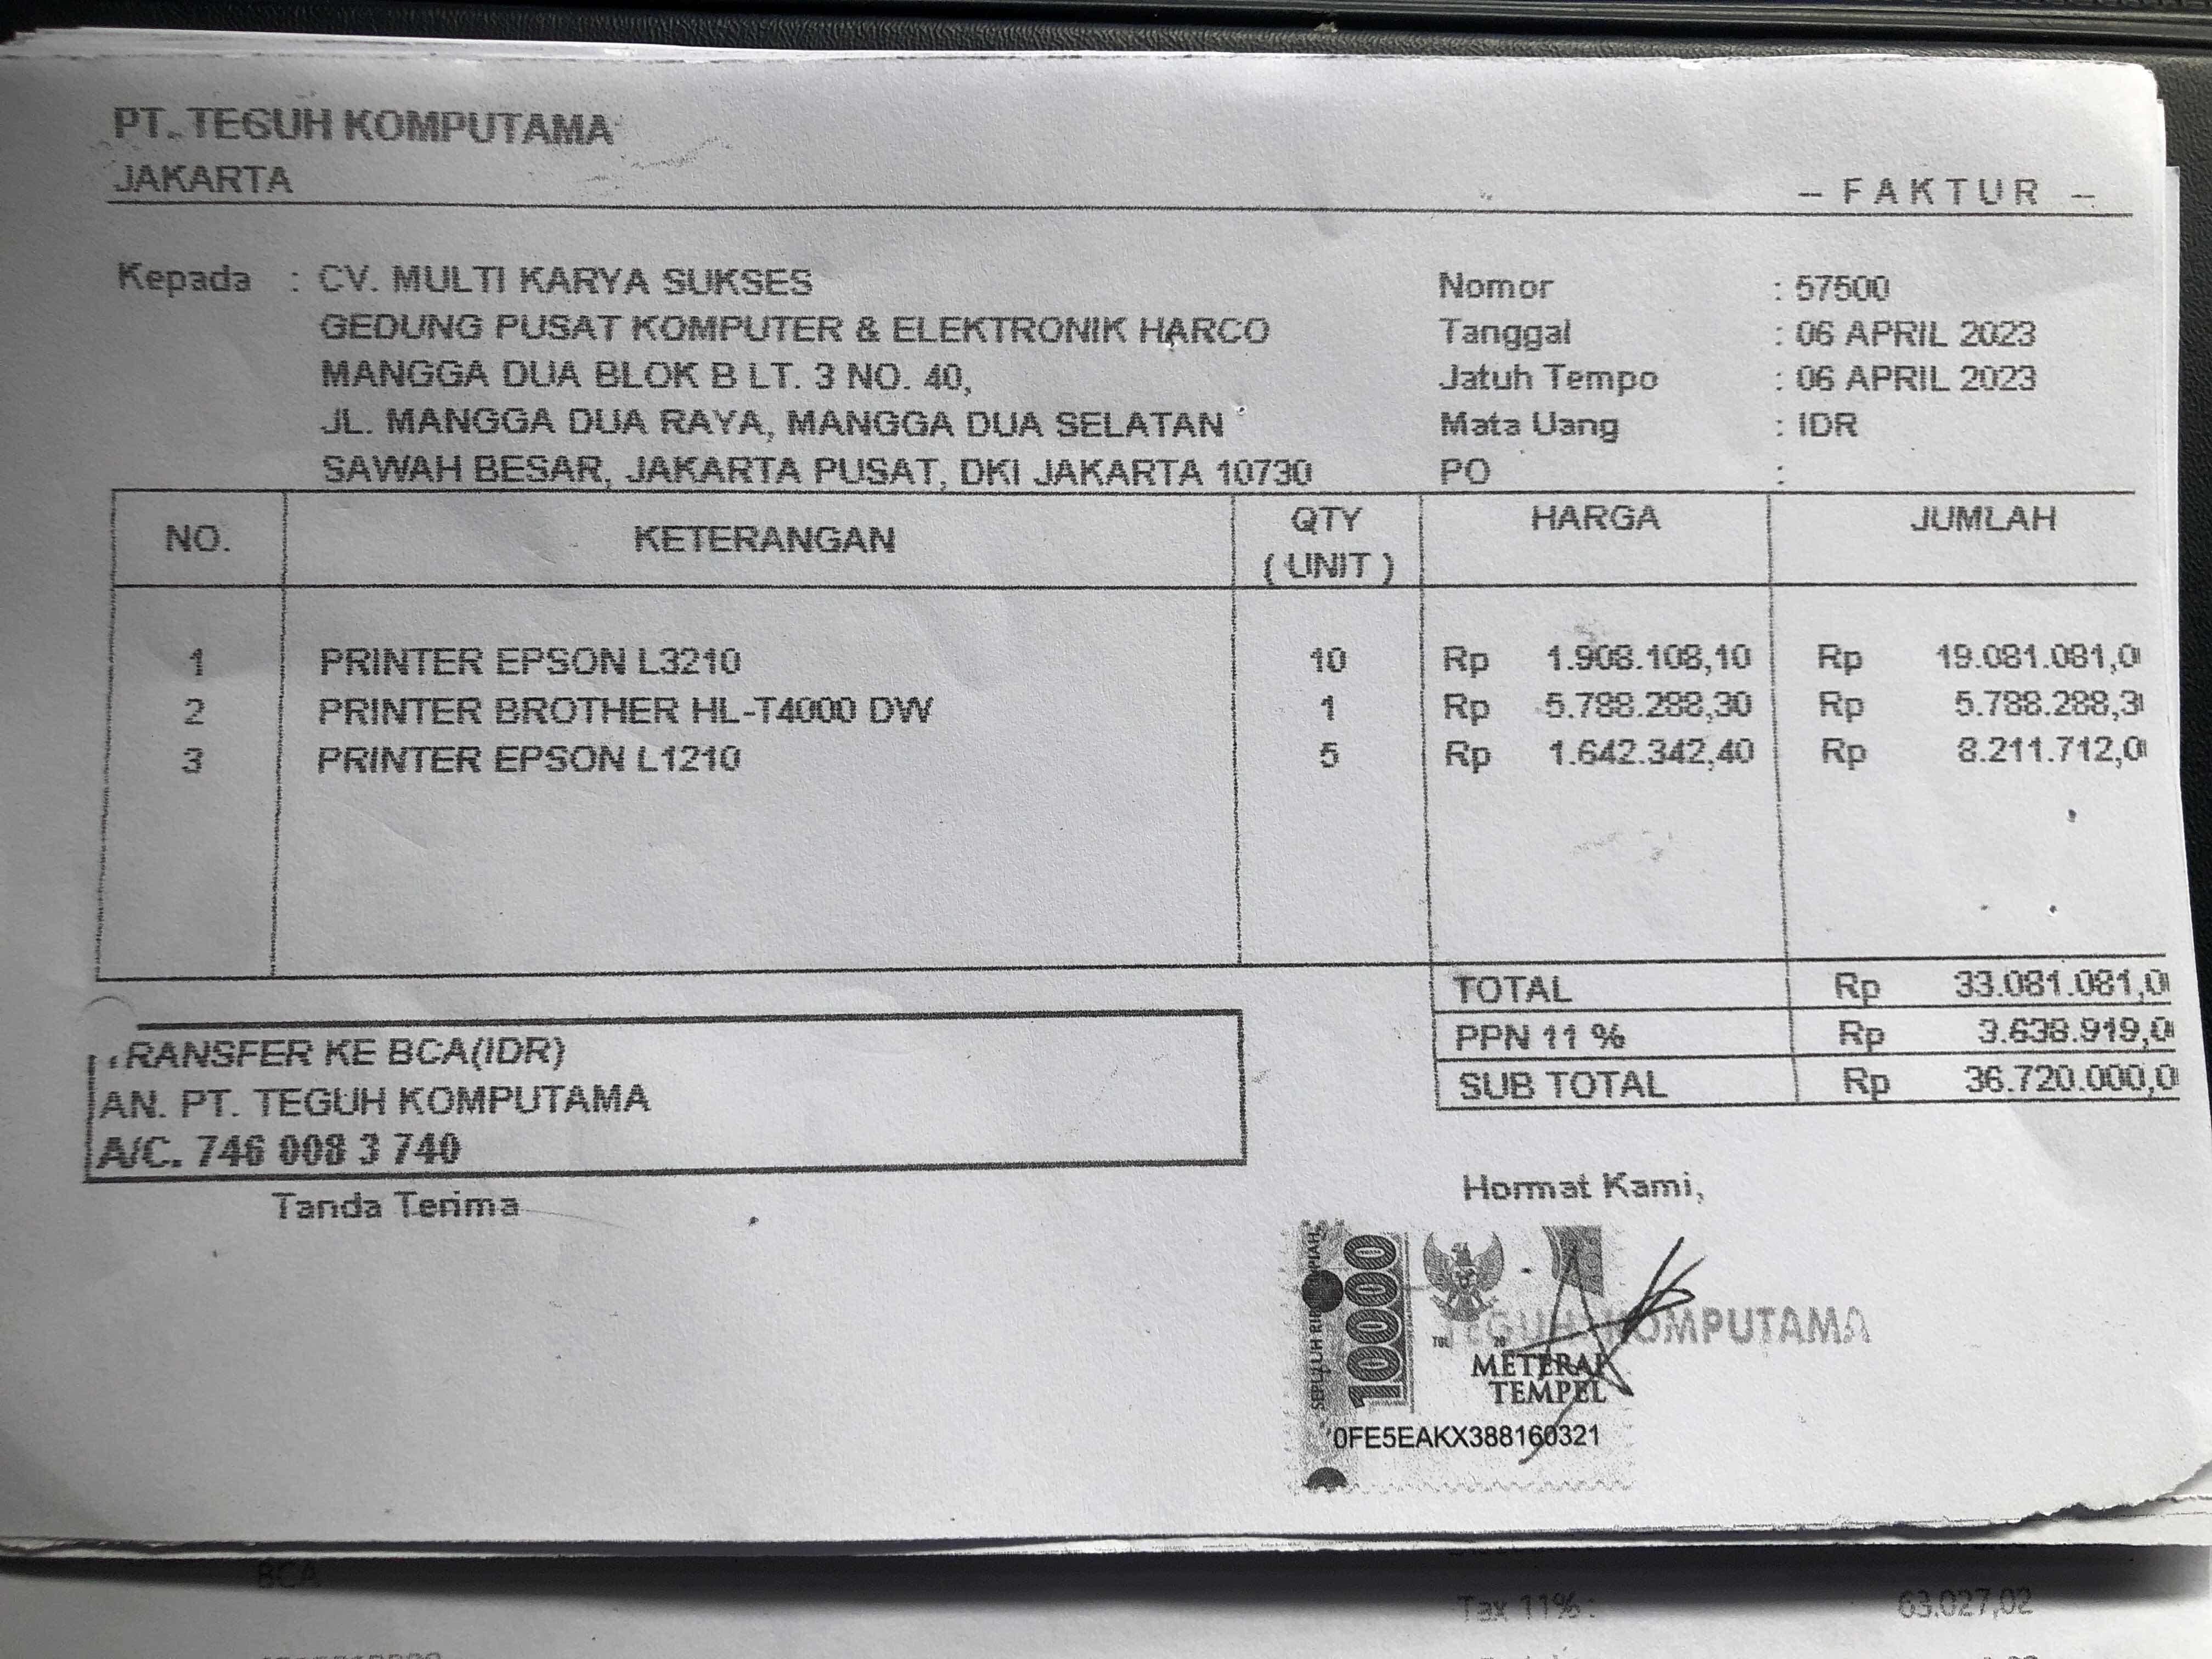 PT. TEGUH KOMPUTAMA
JAKARTA
– FAKTUR –
Kepada : CV. MULTI KARYA SUKSES
GEDUNG PUSAT KOMPUTER & ELEKTRONIK HARCO
MANGGA DUA BLOK B LT. 3 NO. 40,
JL. MANGGA DUA RAYA, MANGGA DUA SELATAN
SAWAH BESAR, JAKARTA PUSAT, DKI JAKARTA 10730
Nomor : 57500
Tanggal : 06 APRIL 2023
Jatuh Tempo : 06 APRIL 2023
Mata Uang : IDR
PO :
NO. KETERANGAN QTY ( UNIT ) HARGA JUMLAH
1 PRINTER EPSON L3210 10 Rp 1.908.108,10 Rp 19.081.081,0
2 PRINTER BROTHER HL-T4000 DW 1 Rp 5.788.288,30 Rp 5.788.288,3
3 PRINTER EPSON L1210 5 Rp 1.642.342,40 Rp 8.211.712,0
TOTAL Rp 33.081.081,0
PPN 11 % Rp 3.638.919,0
SUB TOTAL Rp 36.720.000,0
TRANSFER KE BCA(IDR)
AN. PT. TEGUH KOMPUTAMA
A/C. 746 008 3 740
Tanda Terima
Hormat Kami,
10000
TEGUH KOMPUTAMA
METERAI
TEMPEL
0FE5EAKX388160321
BCA
Tax 11%: 63.027,02